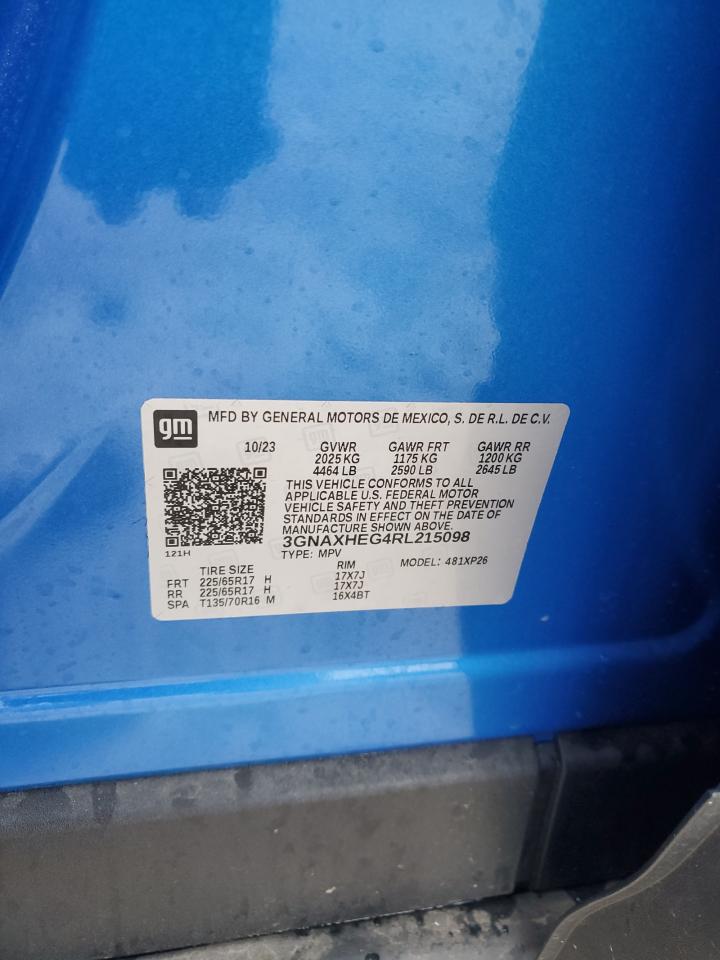 gm MFD BY GENERAL MOTORS DE MEXICO, S. DE R.L. DE C.V.
10/23 GVWR GAWR FRT GAWR RR
2025 KG 1175 KG 1200 KG
4464 LB 2590 LB 2645 LB
THIS VEHICLE CONFORMS TO ALL
APPLICABLE U.S. FEDERAL MOTOR
VEHICLE SAFETY AND THEFT PREVENTION
STANDARDS IN EFFECT ON THE DATE OF
MANUFACTURE SHOWN ABOVE.
3GNAXHEG4RL215098
121H TYPE: MPV MODEL: 481XP26
TIRE SIZE RIM
FRT 225/65R17 H 17X7J
RR 225/65R17 H 17X7J
SPA T135/70R16 M 16X4BT